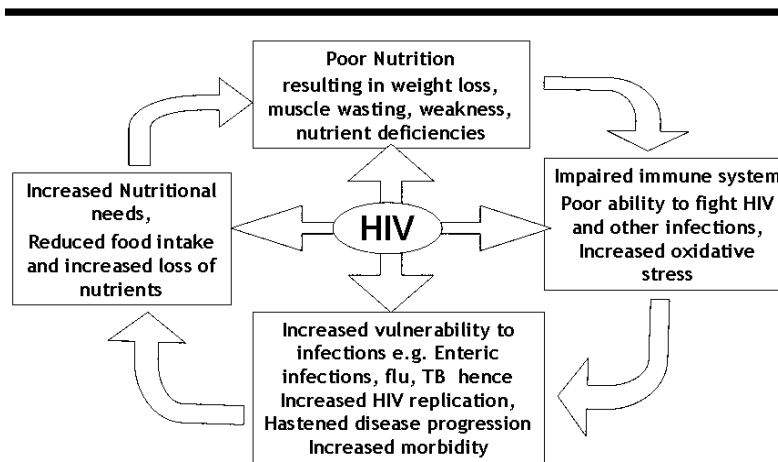 Poor Nutrition
resulting in weight loss,
muscle wasting, weakness,
nutrient deficiencies
Impaired immune system
Poor ability to fight HIV
and other infections,
Increased oxidative
stress
Increased vulnerability to
infections e.g. Enteric
infections, flu, TB hence
Increased HIV replication,
Hastened disease progression
Increased morbidity
Increased Nutritional
needs,
Reduced food intake
and increased loss of
nutrients
HIV